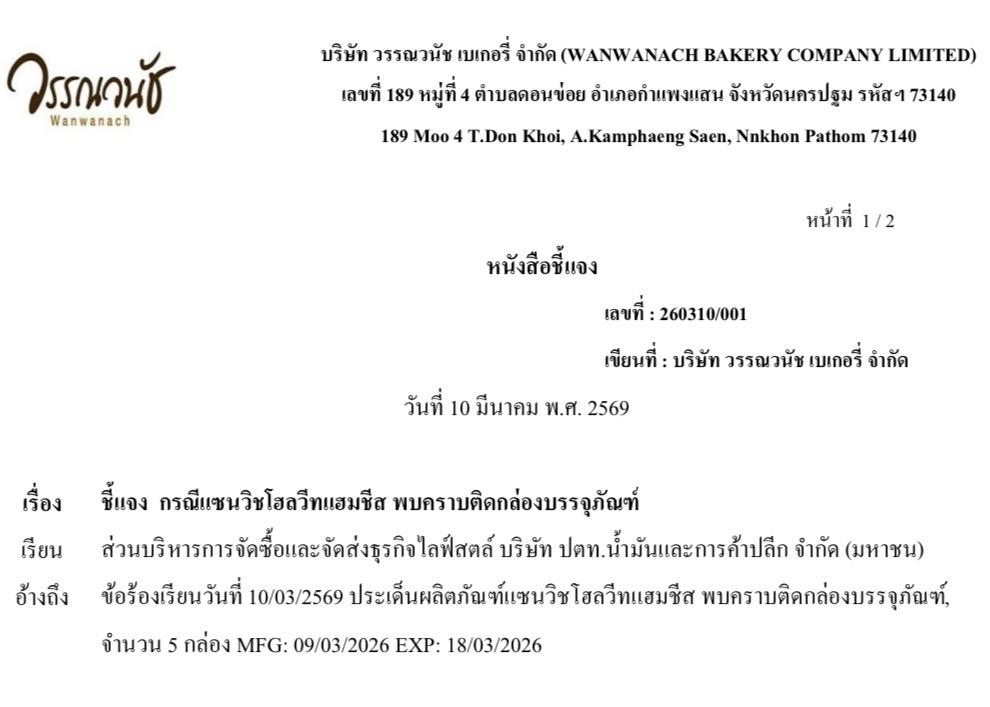 วรรณวนัช
Wanwanach
บริษัท วรรณวนัช เบเกอรี่ จำกัด (WANWANACH BAKERY COMPANY LIMITED)
เลขที่ 189 หมู่ที่ 4 ตำบลดอนข่อย อำเภอกำแพงแสน จังหวัดนครปฐม รหัสฯ 73140
189 Moo 4 T.Don Khoi, A.Kamphaeng Saen, Nnkhon Pathom 73140
หน้าที่ 1 / 2
หนังสือชี้แจง
เลขที่ : 260310/001
เขียนที่ : บริษัท วรรณวนัช เบเกอรี่ จำกัด
วันที่ 10 มีนาคม พ.ศ. 2569
เรื่อง ชี้แจง กรณีแซนวิชโฮลวีทแฮมชีส พบคราบติดกล่องบรรจุภัณฑ์
เรียน ส่วนบริหารการจัดซื้อและจัดส่งธุรกิจไลฟ์สตล์ บริษัท ปตท.น้ำมันและการค้าปลีก จำกัด (มหาชน)
อ้างถึง ข้อร้องเรียนวันที่ 10/03/2569 ประเด็นผลิตภัณฑ์แซนวิชโฮลวีทแฮมชีส พบคราบติดกล่องบรรจุภัณฑ์,
จำนวน 5 กล่อง MFG: 09/03/2026 EXP: 18/03/2026